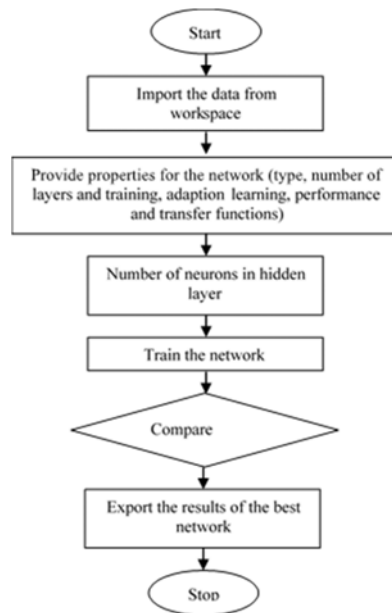 Start
Import the data from
workspace
Provide properties for the network (type, number of
layers and training, adaption learning, performance
and transfer functions)
Number of neurons in hidden
layer
Train the network
Compare
Export the results of the best
network
Stop